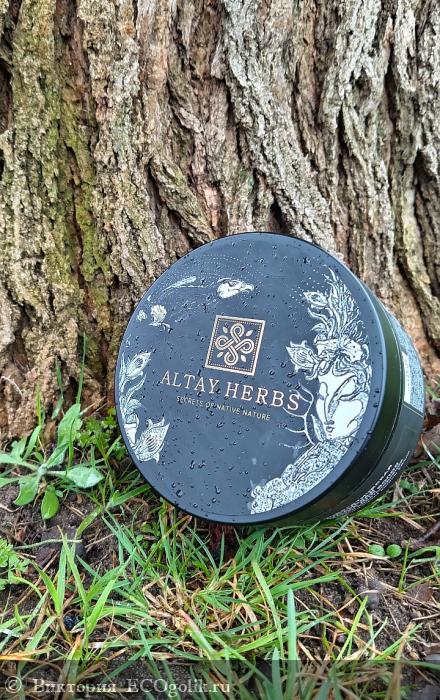 ALTAY HERBS
SECRETS OF NATIVE NATURE
© Виктория ECOgolik.ru